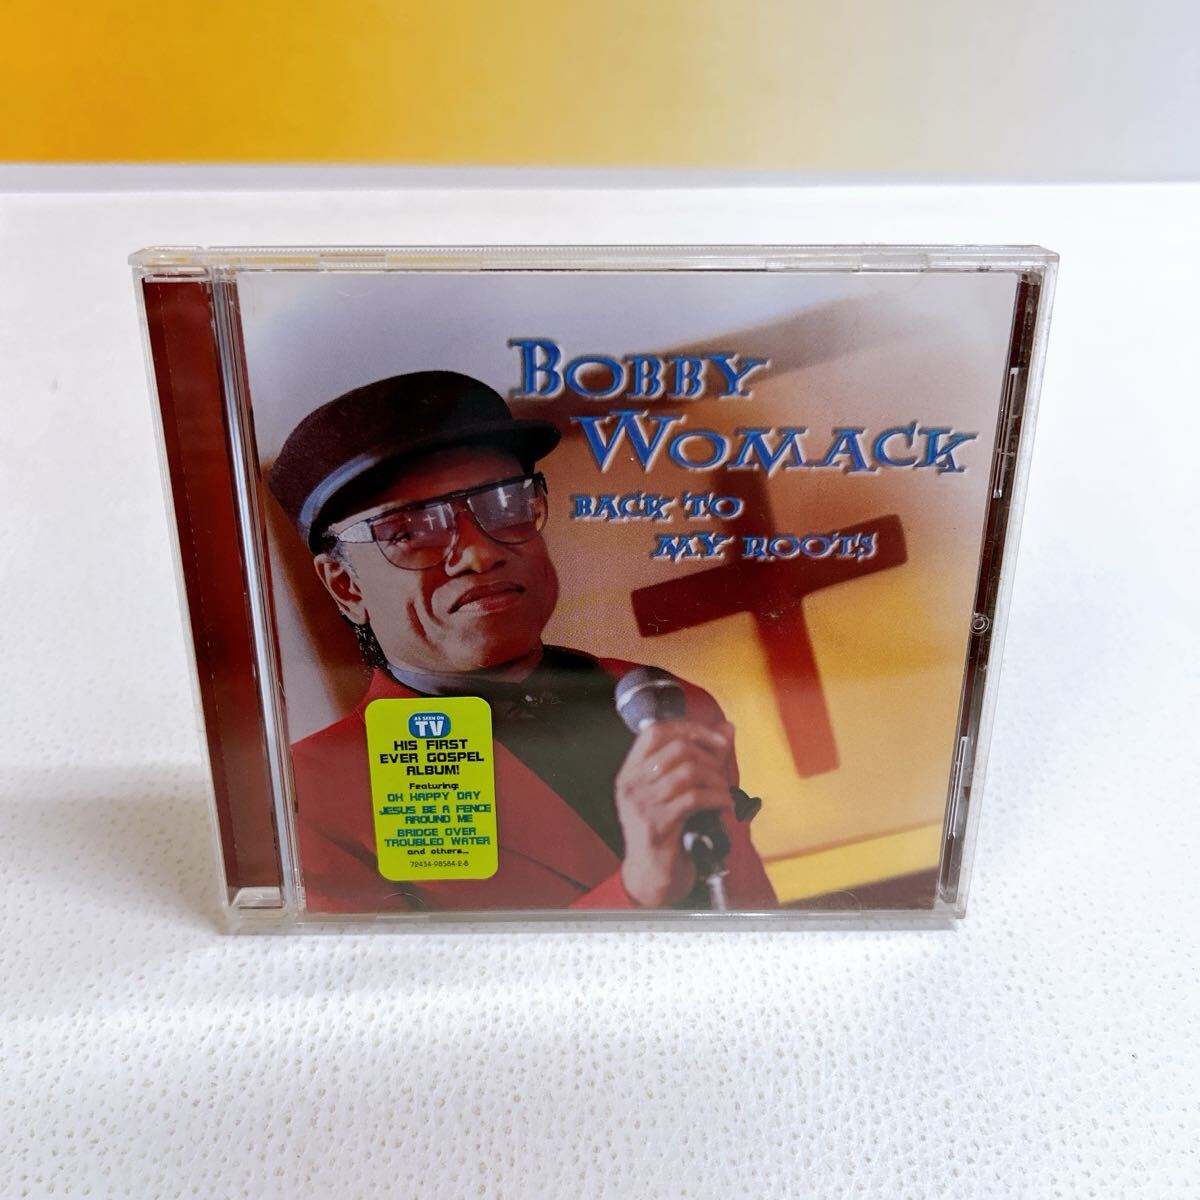 BOBBY
WOMACK
BACK TO
MY ROOTS
AS SEEN ON
TV
HIS FIRST
EVER GOSPEL
ALBUM!
Featuring:
OH HAPPY DAY
JESUS BE A FENCE
AROUND ME
BRIDGE OVER
TROUBLED WATER
and others...
72434-98584-2-8